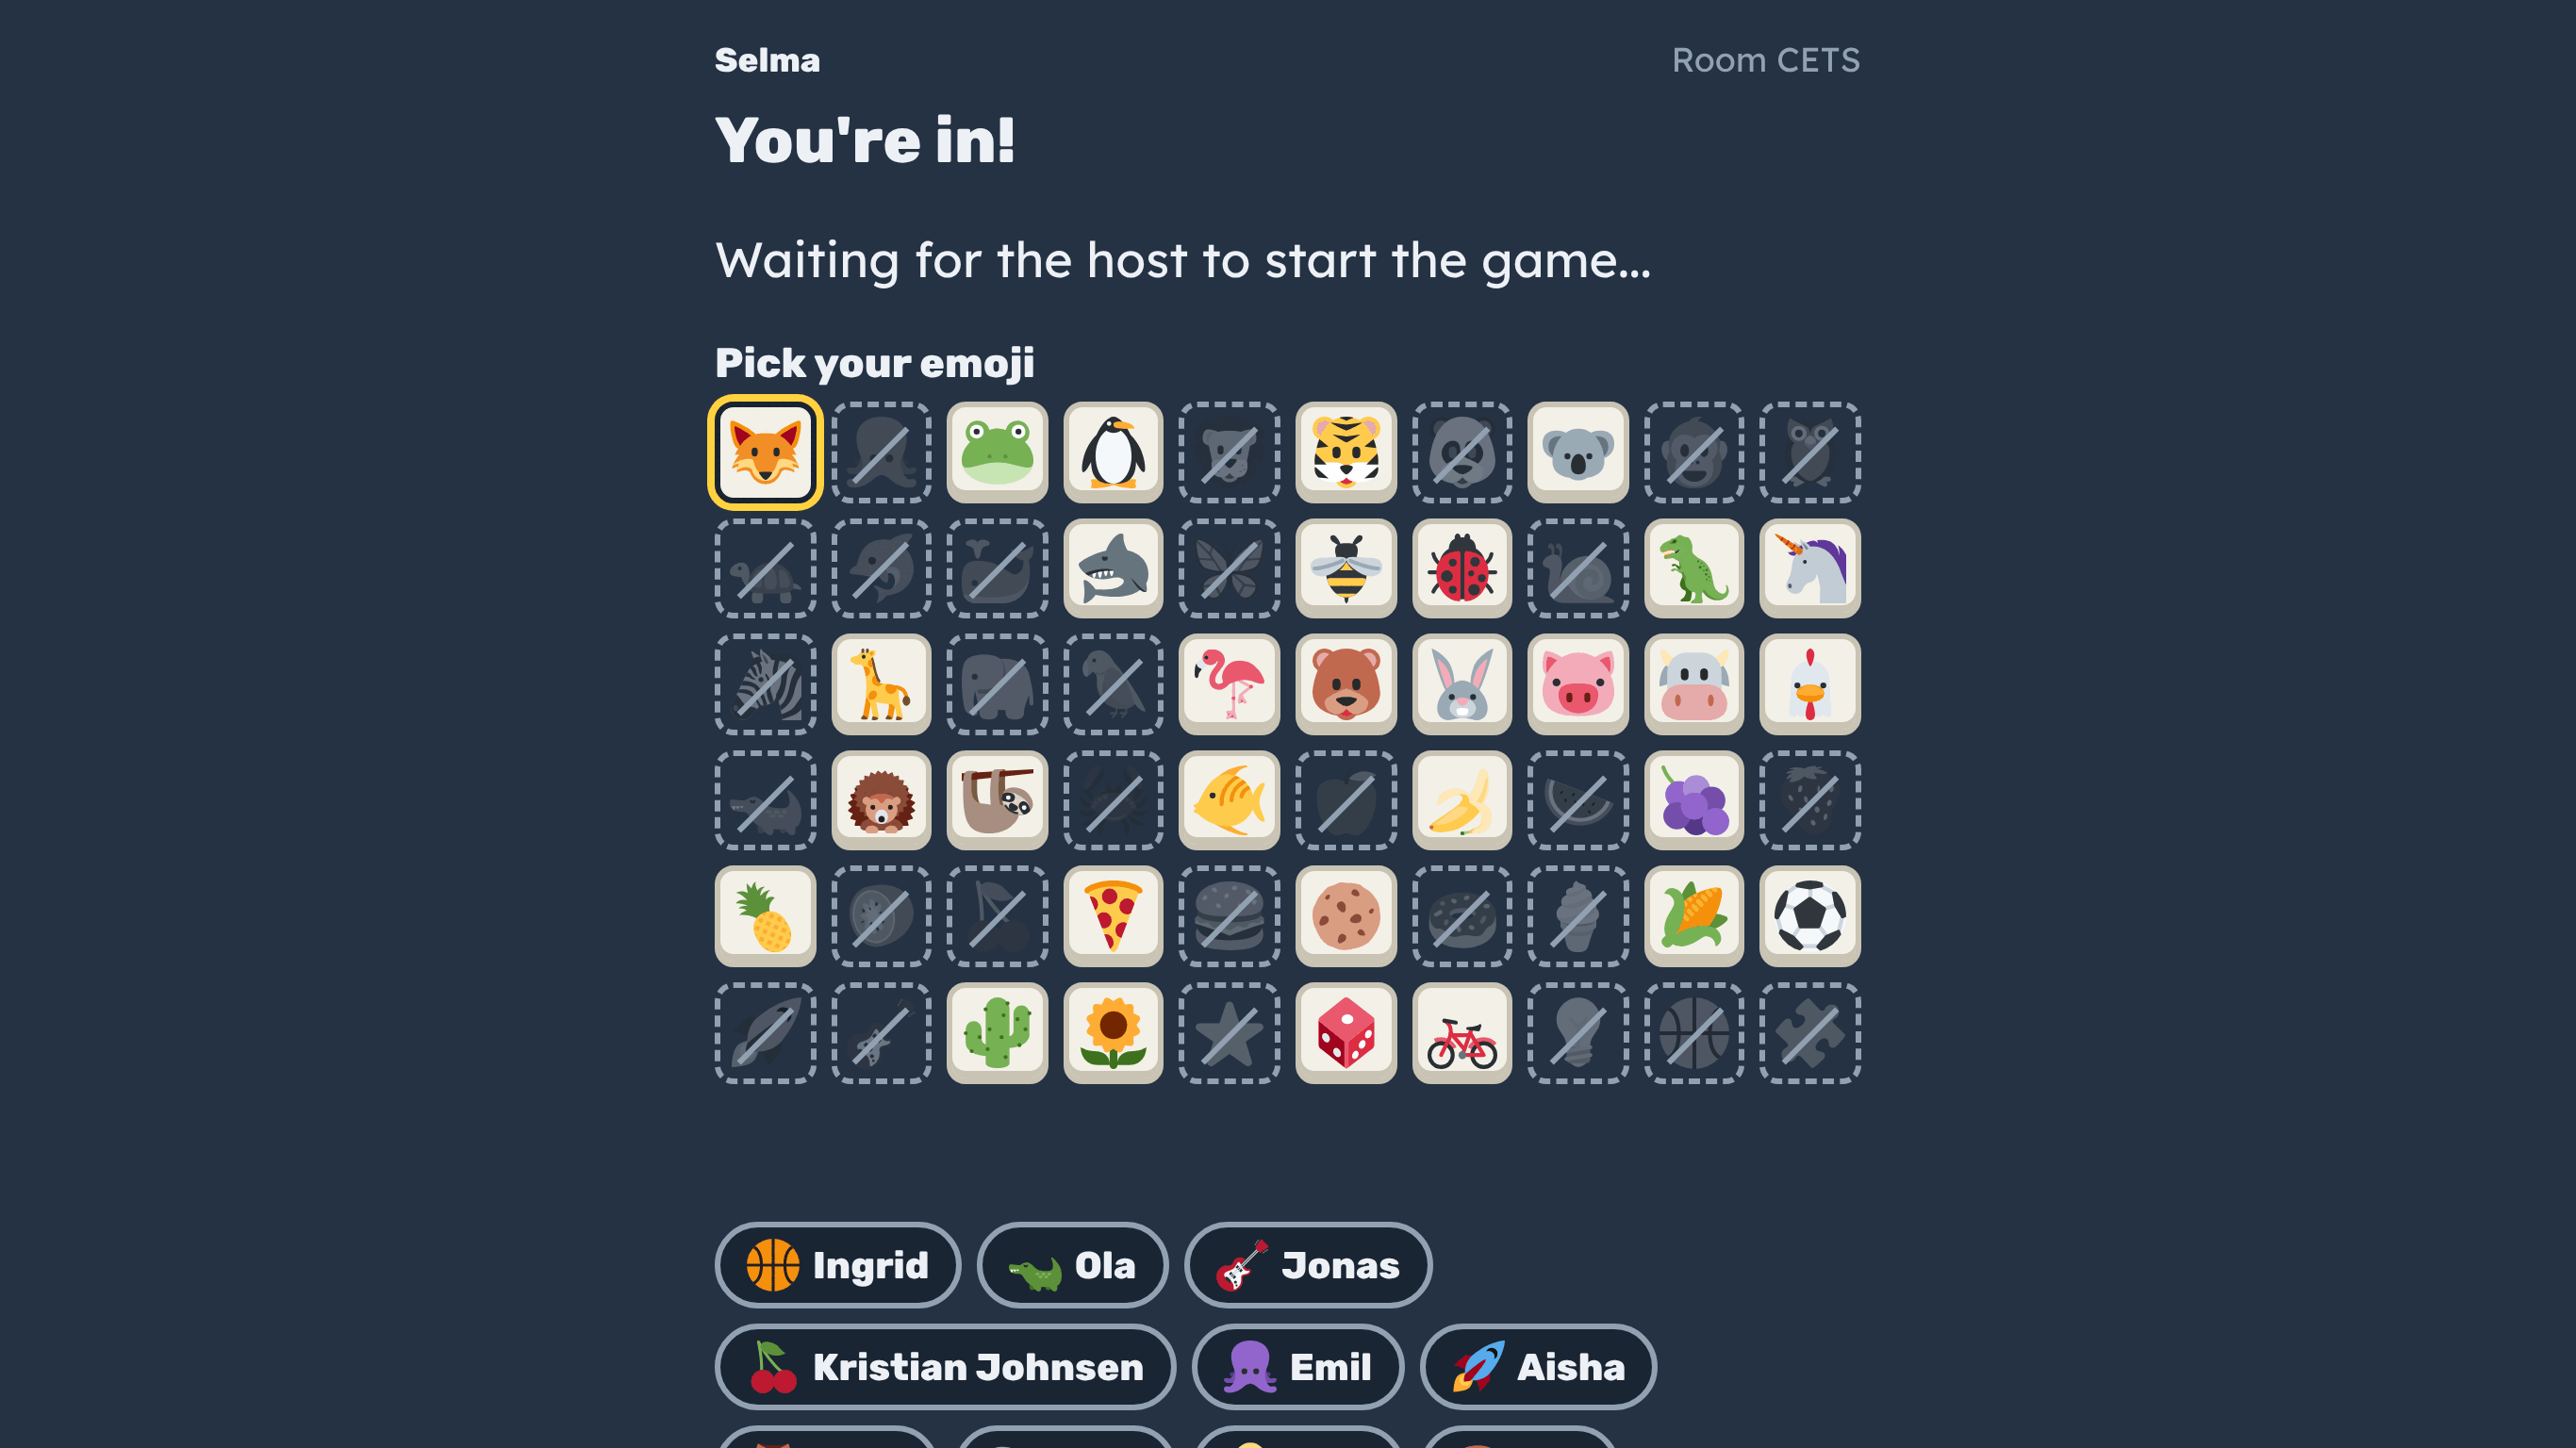 Selma
Room CETS
You're in!
Waiting for the host to start the game...
Pick your emoji
Ingrid
Ola
Jonas
Kristian Johnsen
Emil
Aisha